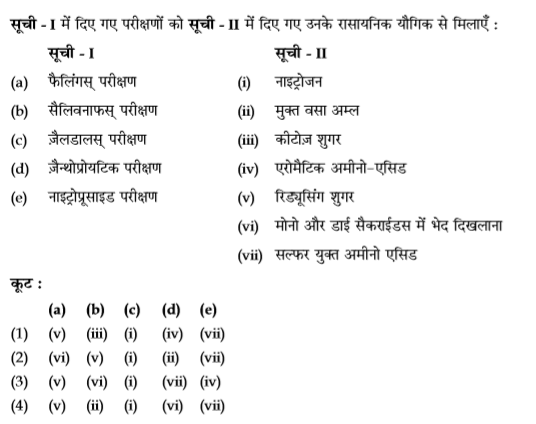 सूची - I में दिए गए परीक्षणों को सूची - II में दिए गए उनके रासायनिक यौगिक से मिलाएँ :
सूची - I सूची - II
(a) फैलिंगस् परीक्षण (i) नाइट्रोजन
(b) सैलिवनाफस् परीक्षण (ii) मुक्त वसा अम्ल
(c) ज़ैलडालस् परीक्षण (iii) कीटोज़ शुगर
(d) ज़ैन्थोप्रोयटिक परीक्षण (iv) एरोमैटिक अमीनो-एसिड
(e) नाइट्रोप्रूसाइड परीक्षण (v) रिड्यूसिंग शुगर
(vi) मोनो और डाई सैकराईडस में भेद दिखलाना
(vii) सल्फर युक्त अमीनो एसिड
कूट :
(a) (b) (c) (d) (e)
(1) (v) (iii) (i) (iv) (vii)
(2) (vi) (v) (i) (ii) (vii)
(3) (v) (vi) (i) (vii) (iv)
(4) (v) (ii) (i) (vi) (vii)